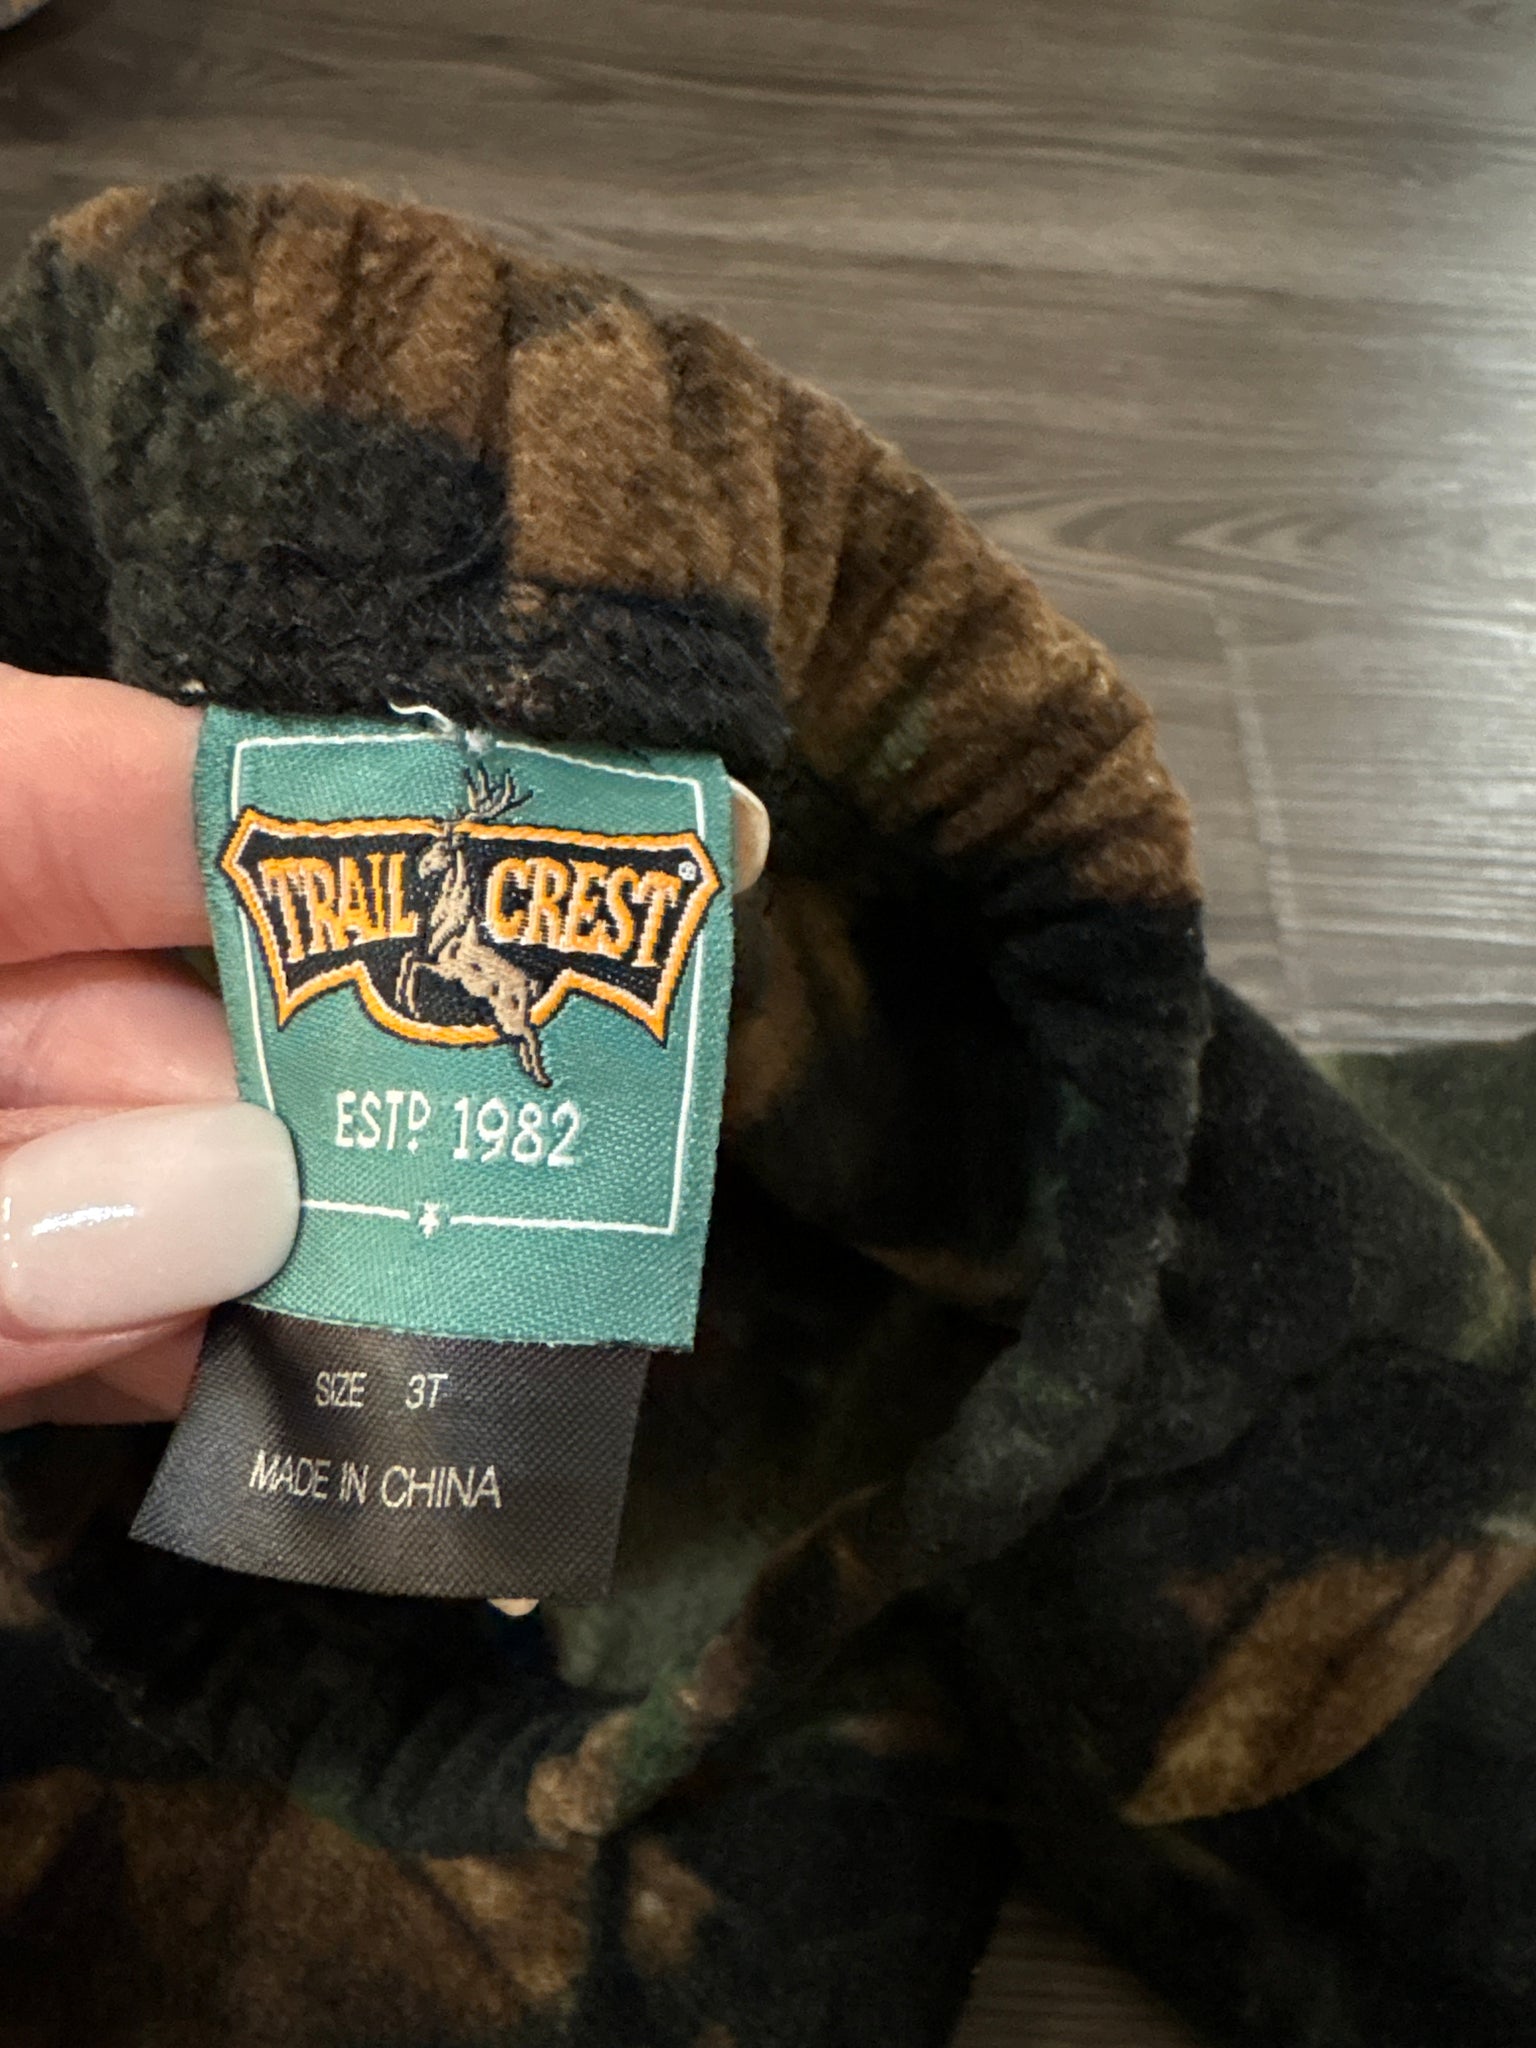 TRAIL CREST®
ESTD 1982
SIZE 3T
MADE IN CHINA